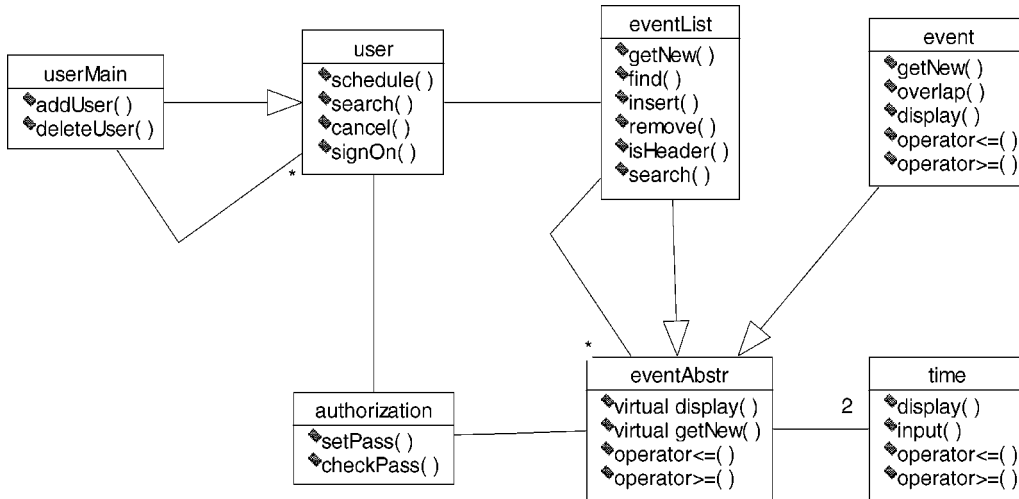 userMain
addUser( )
deleteUser( )
user
schedule( )
search( )
cancel( )
signOn( )
*
eventList
getNew( )
find( )
insert( )
remove( )
isHeader( )
search( )
event
getNew( )
overlap( )
display( )
operator<=( )
operator>=( )
authorization
setPass( )
checkPass( )
*
eventAbstr
virtual display( )
virtual getNew( )
operator<=( )
operator>=( )
2
time
display( )
input( )
operator<=( )
operator>=( )